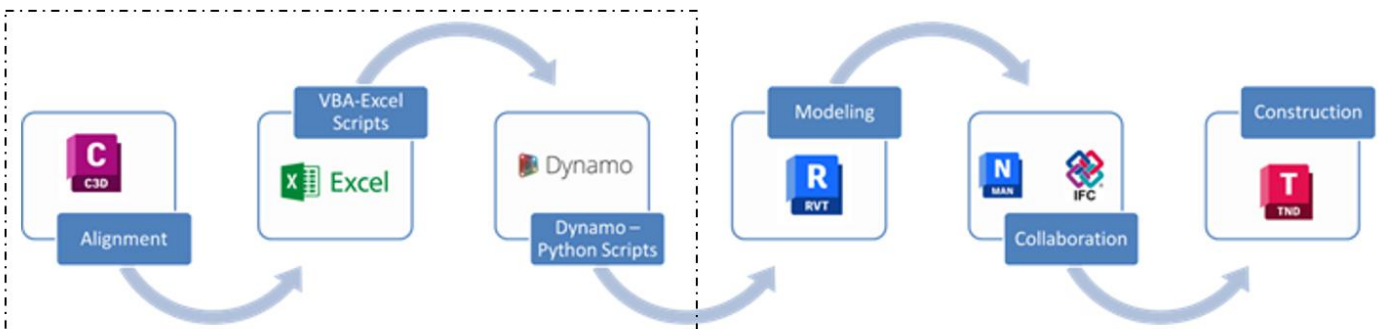 C
C3D
Alignment
VBA-Excel
Scripts
X
Excel
Dynamo
Dynamo –
Python Scripts
Modeling
R
RVT
N
MAN
IFC
Collaboration
Construction
T
TND